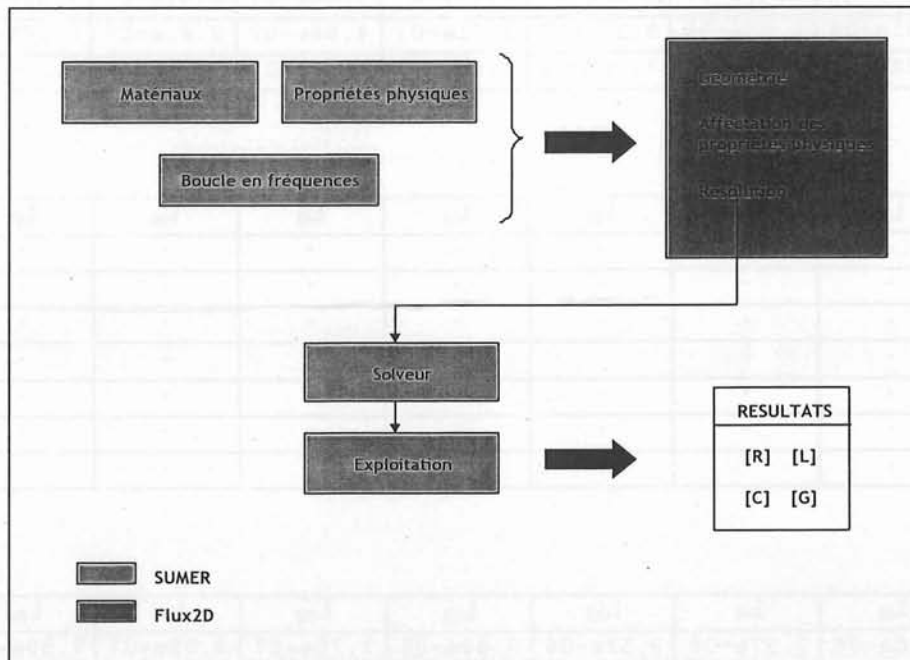 Matériaux
Propriétés physiques
Boucle en fréquences
Géométrie
Affectation des
propriétés physiques
Résolution
Solveur
Exploitation
RESULTATS
[R] [L]
[C] [G]
SUMER
Flux2D